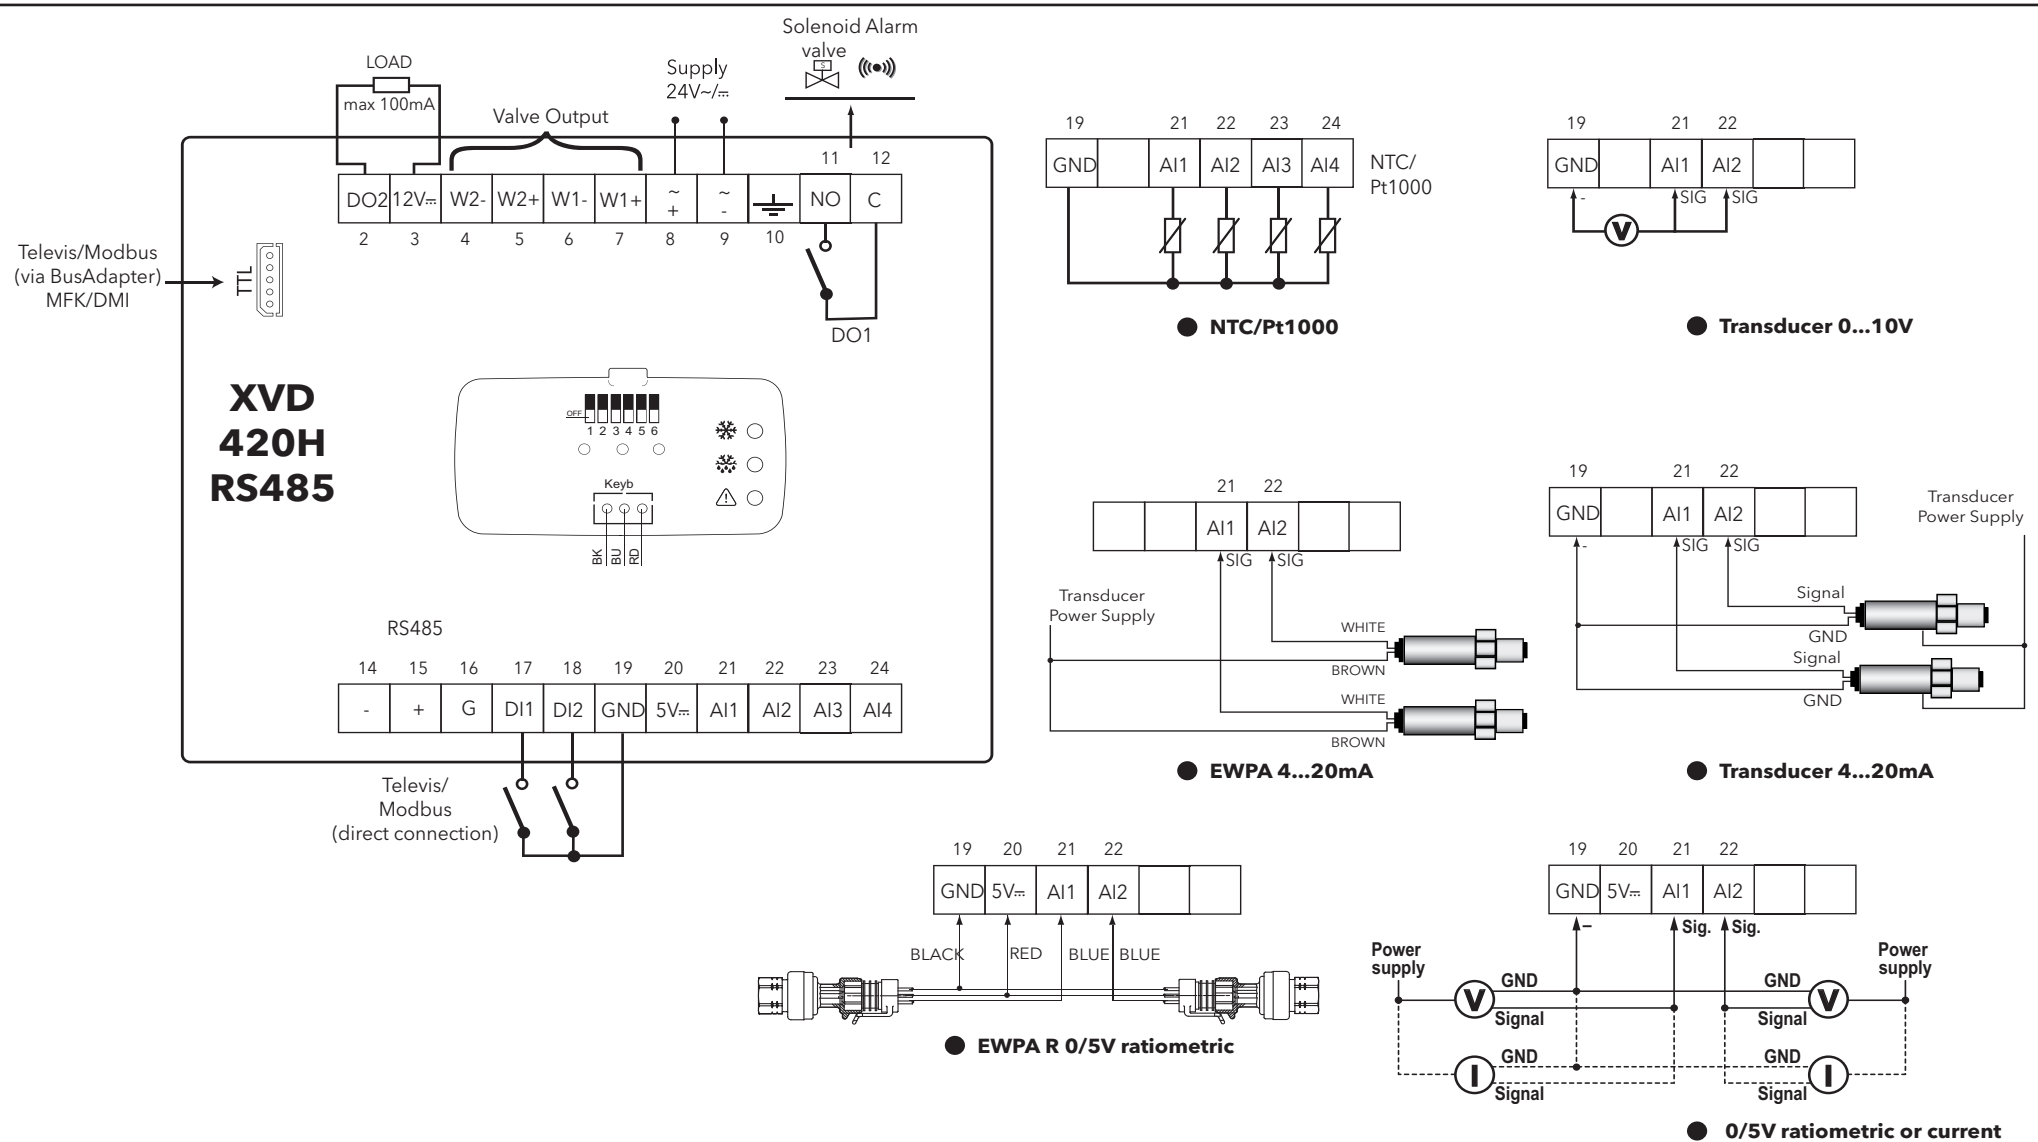 Solenoid Alarm
valve
S
LOAD
max 100mA
Valve Output
Supply
24V~/⎓
11 12
DO2 12V⎓ W2- W2+ W1- W1+ ~ + ~ - NO C
2 3 4 5 6 7 8 9 10
DO1
Televis/Modbus
(via BusAdapter)
MFK/DMI
TTL
XVD
420H
RS485
OFF
1 2 3 4 5 6
Keyb
BK BU RD
RS485
14 15 16 17 18 19 20 21 22 23 24
- + G DI1 DI2 GND 5V⎓ AI1 AI2 AI3 AI4
Televis/
Modbus
(direct connection)
19 21 22 23 24
GND AI1 AI2 AI3 AI4
NTC/
Pt1000
● NTC/Pt1000
19 21 22
GND AI1 AI2
- SIG SIG
V
● Transducer 0...10V
21 22
AI1 AI2
SIG SIG
Transducer
Power Supply
WHITE
BROWN
WHITE
BROWN
● EWPA 4...20mA
19 21 22
GND AI1 AI2
- SIG SIG
Transducer
Power Supply
Signal
GND
Signal
GND
● Transducer 4...20mA
19 20 21 22
GND 5V⎓ AI1 AI2
BLACK RED BLUE BLUE
● EWPA R 0/5V ratiometric
19 20 21 22
GND 5V⎓ AI1 AI2
– Sig. Sig.
Power
supply
Power
supply
GND GND
V V
Signal Signal
GND GND
I I
Signal Signal
● 0/5V ratiometric or current